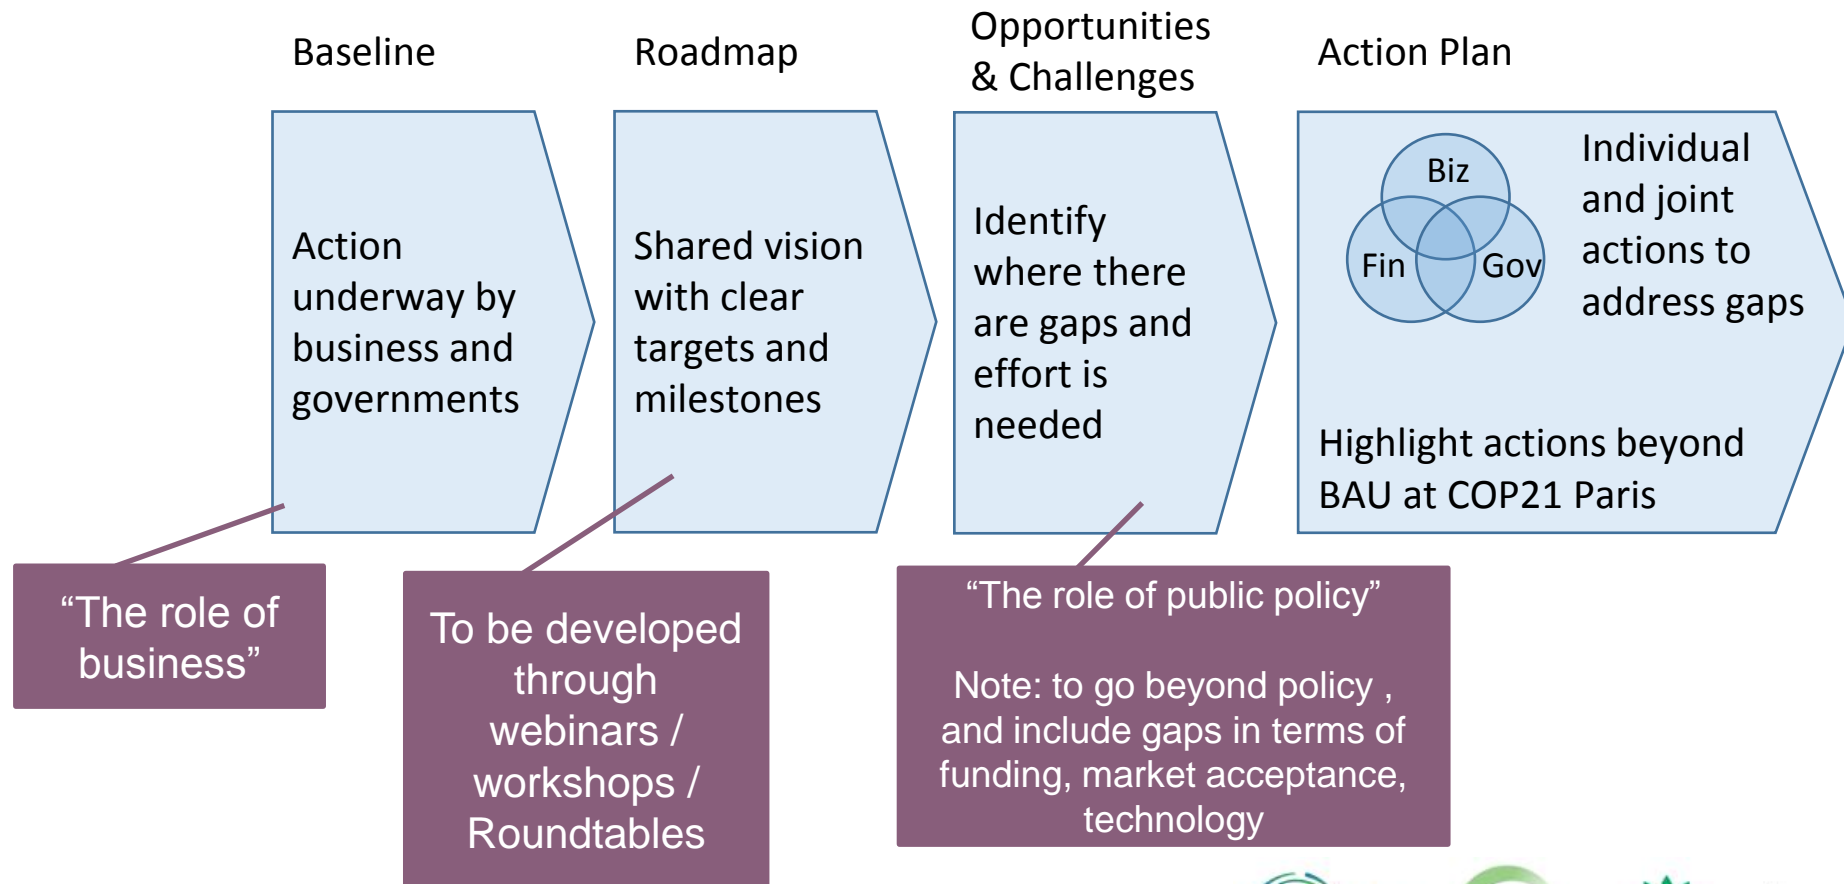 Baseline
Roadmap
Opportunities
& Challenges
Action Plan
Action
underway by
business and
governments
Shared vision
with clear
targets and
milestones
Identify
where there
are gaps and
effort is
needed
Biz
Fin
Gov
Individual
and joint
actions to
address gaps
Highlight actions beyond
BAU at COP21 Paris
“The role of
business”
To be developed
through
webinars /
workshops /
Roundtables
“The role of public policy”
Note: to go beyond policy ,
and include gaps in terms of
funding, market acceptance,
technology